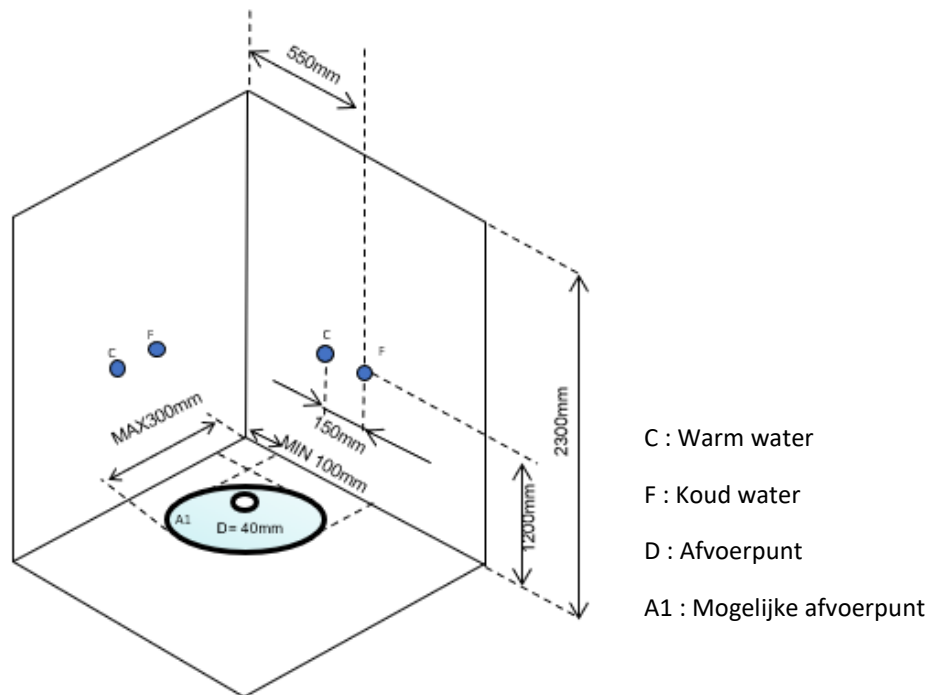 550mm
C
F
C
F
MAX300mm
150mm
MIN 100mm
2300mm
1200mm
A1
D= 40mm
C : Warm water
F : Koud water
D : Afvoerpunt
A1 : Mogelijke afvoerpunt